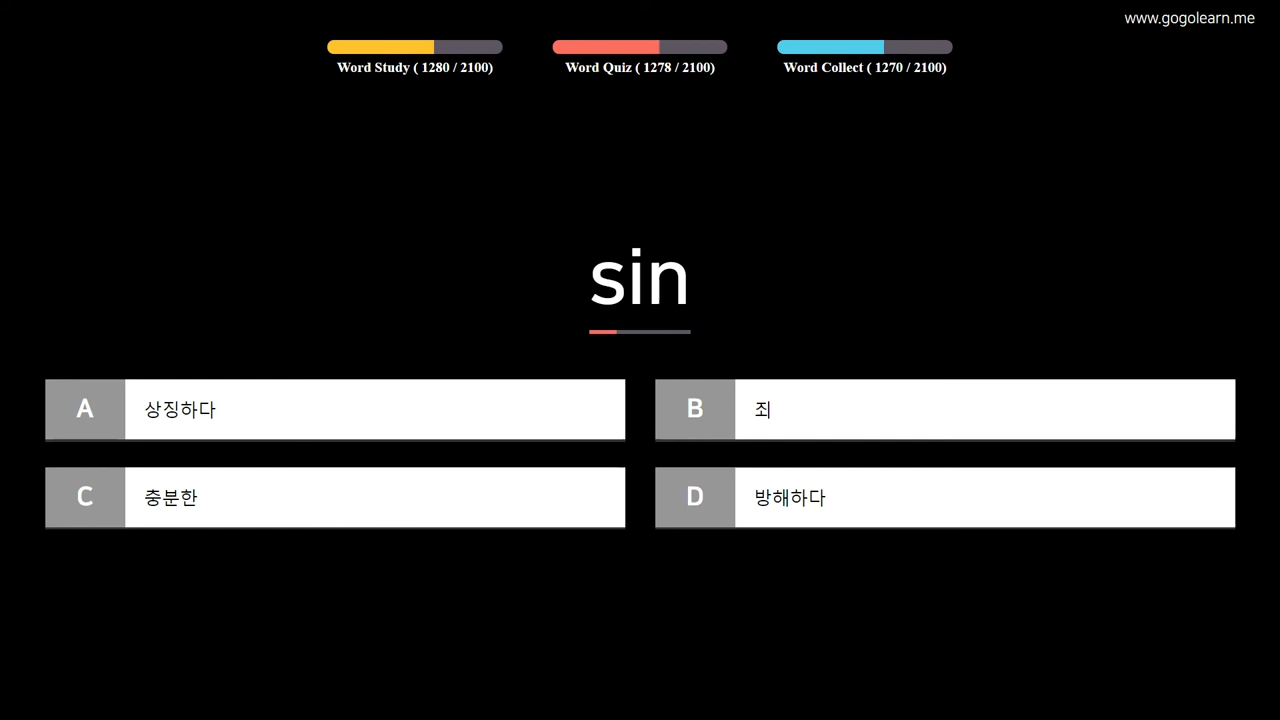 www.gogolearn.me
Word Study ( 1280 / 2100)
Word Quiz ( 1278 / 2100)
Word Collect ( 1270 / 2100)
sin
A 상징하다
B 죄
C 충분한
D 방해하다